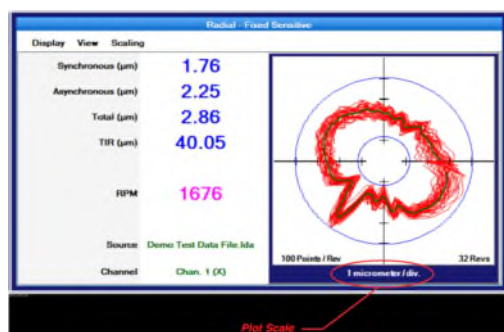 Radial - Fixed Sensitive
Display View Scaling
Synchronous (µm) 1.76
Asynchronous (µm) 2.25
Total (µm) 2.86
TIR (µm) 40.05
RPM 1676
Source Demo Test Data File.lda
Channel Chan. 1 (X)
100 Points / Rev 32 Revs
1 micrometer / div.
Plot Scale